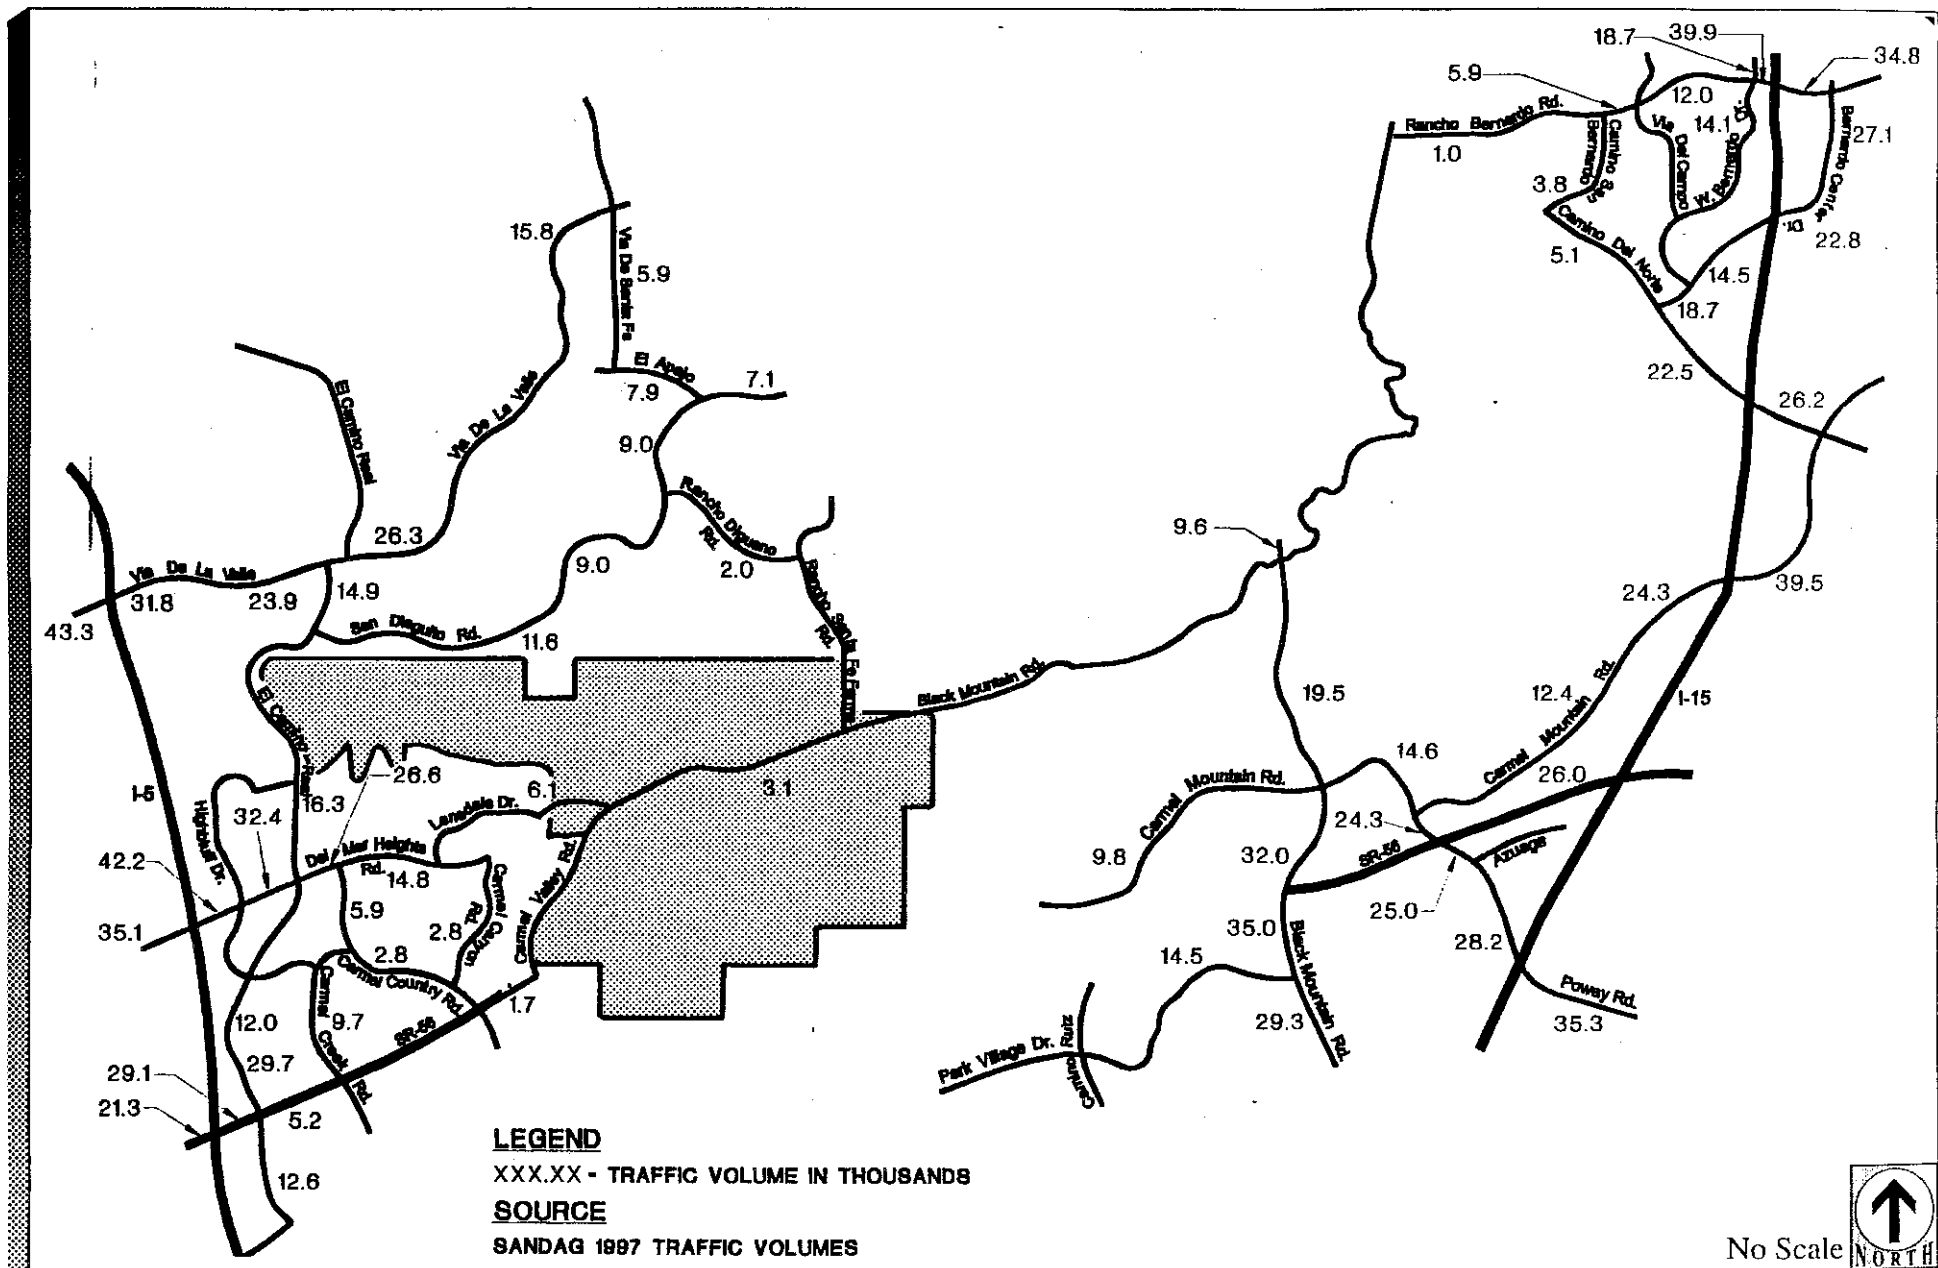 39.9
18.7
34.8
5.9
12.0
Rancho Bernardo Rd.
14.1
27.1
1.0
Camino San
Bernardo
Via Del Campo
W. Bernardo Dr.
Bernardo Center Dr.
3.8
15.8
Camino Del Norte
22.8
5.1
Via De Santa Fe
5.9
14.5
18.7
El Apajo
7.1
7.9
22.5
26.2
El Camino Real
Via De La Valle
9.0
Rancho Digueno
Rd.
9.6
26.3
9.0
2.0
Via De La Valle
31.8
23.9
14.9
24.3
39.5
43.3
San Dieguito Rd.
11.6
Rancho Santa Fe Farms
Rd.
Black Mountain Rd.
El Camino Real
19.5
12.4
Carmel Mountain Rd.
I-15
14.6
26.6
6.1
3.1
Carmel Mountain Rd.
26.0
I-5
16.3
Highbluff Dr.
32.4
Lansdale Dr.
24.3
Del Mar Heights
Rd.
14.8
42.2
9.8
32.0
SR-56
Azuaga
Carmel Valley Rd.
Carmel Canyon
Rd.
5.9
25.0
35.1
2.8
35.0
28.2
2.8
14.5
Black Mountain Rd.
Carmel Country Rd.
1.7
Poway Rd.
12.0
9.7
Carmel Creek Rd.
SR-56
29.3
35.3
29.7
Park Village Dr.
Camino Ruiz
29.1
21.3
5.2
LEGEND
XXX.XX - TRAFFIC VOLUME IN THOUSANDS
12.6
SOURCE
SANDAG 1997 TRAFFIC VOLUMES
No Scale
NORTH